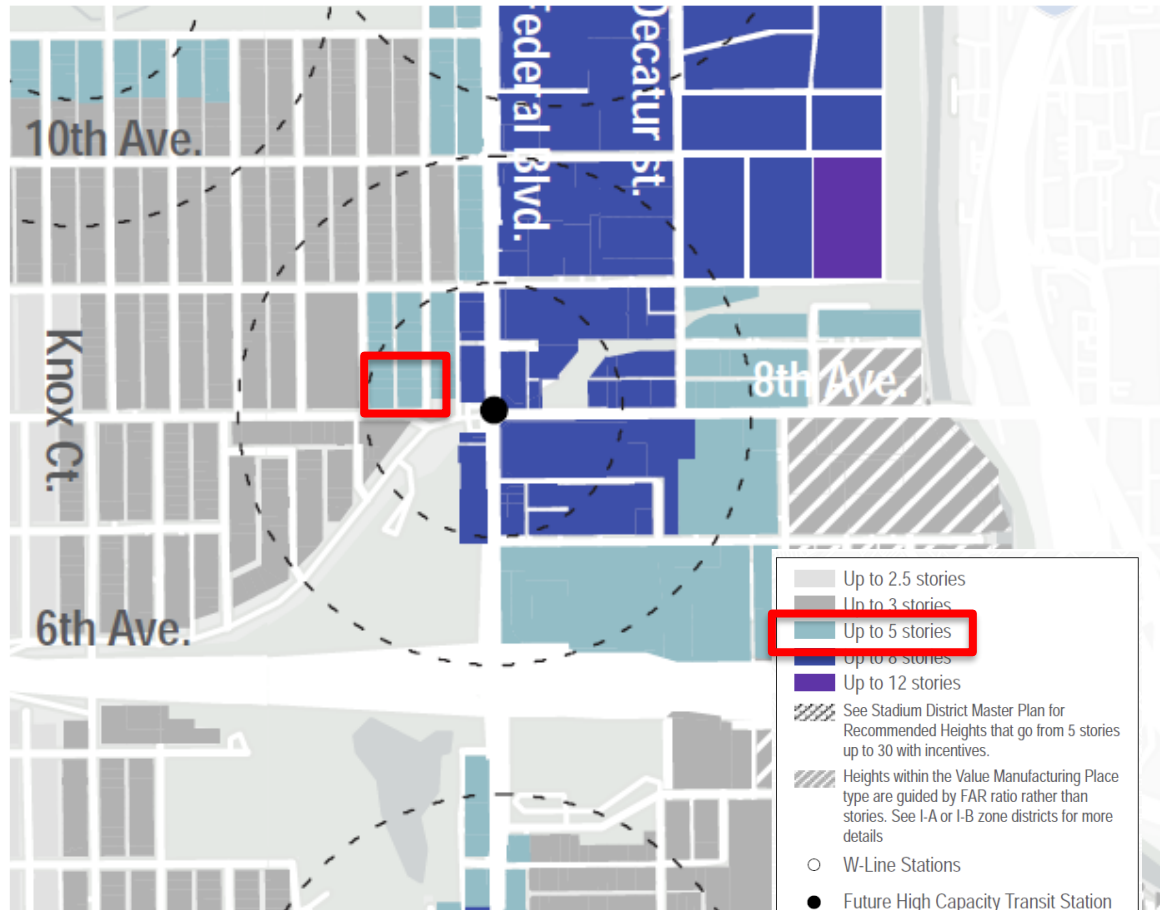 Federal Blvd.
Decatur St.
10th Ave.
Knox Ct.
8th Ave.
6th Ave.
Up to 2.5 stories
Up to 3 stories
Up to 5 stories
Up to 8 stories
Up to 12 stories
See Stadium District Master Plan for
Recommended Heights that go from 5 stories
up to 30 with incentives.
Heights within the Value Manufacturing Place
type are guided by FAR ratio rather than
stories. See I-A or I-B zone districts for more
details
W-Line Stations
Future High Capacity Transit Station